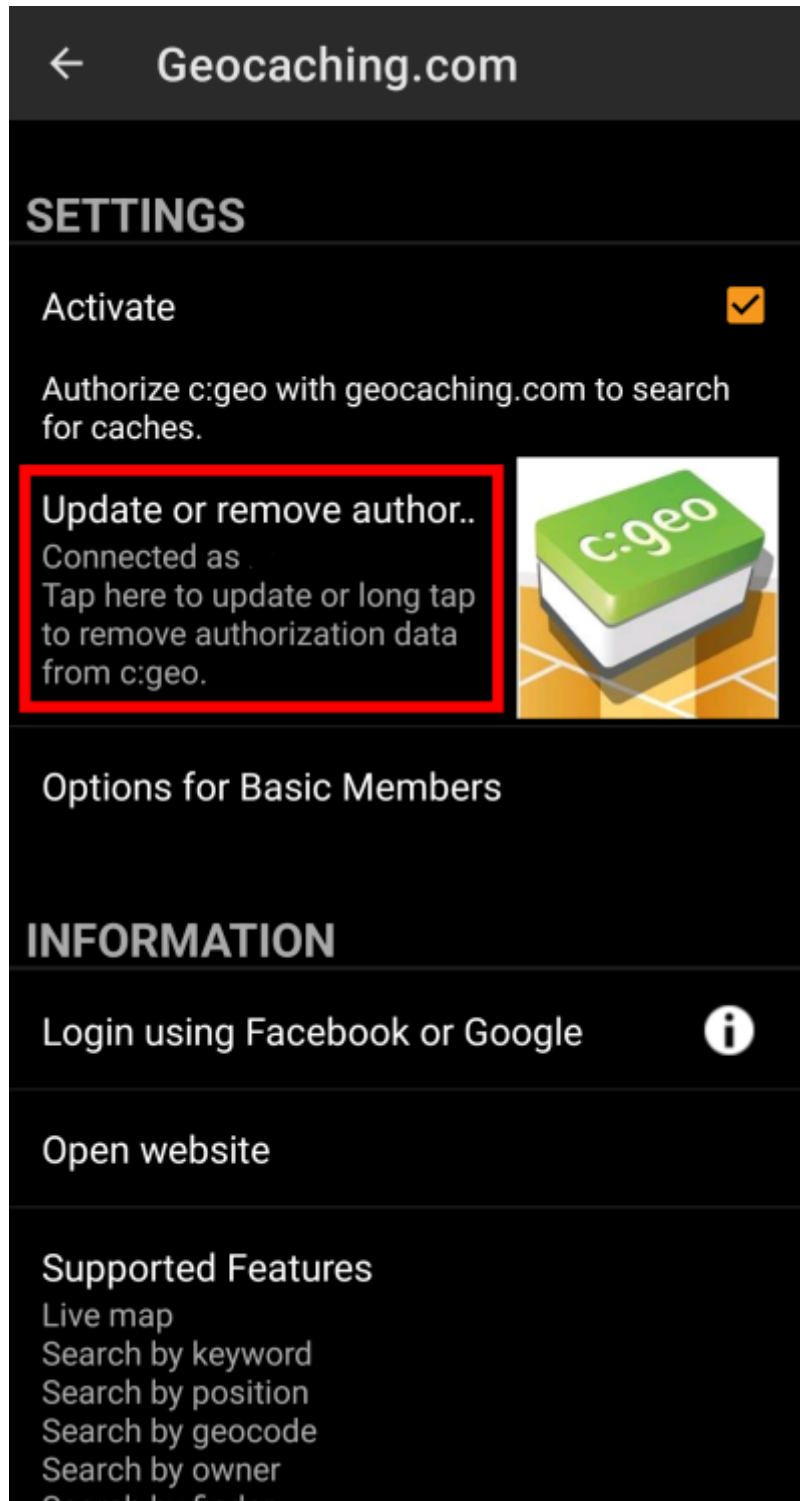 Geocaching.com
SETTINGS
Activate
Authorize c:geo with geocaching.com to search
for caches.
Update or remove author..
Connected as
Tap here to update or long tap
to remove authorization data
from c:geo.
c:geo
Options for Basic Members
INFORMATION
Login using Facebook or Google
Open website
Supported Features
Live map
Search by keyword
Search by position
Search by geocode
Search by owner